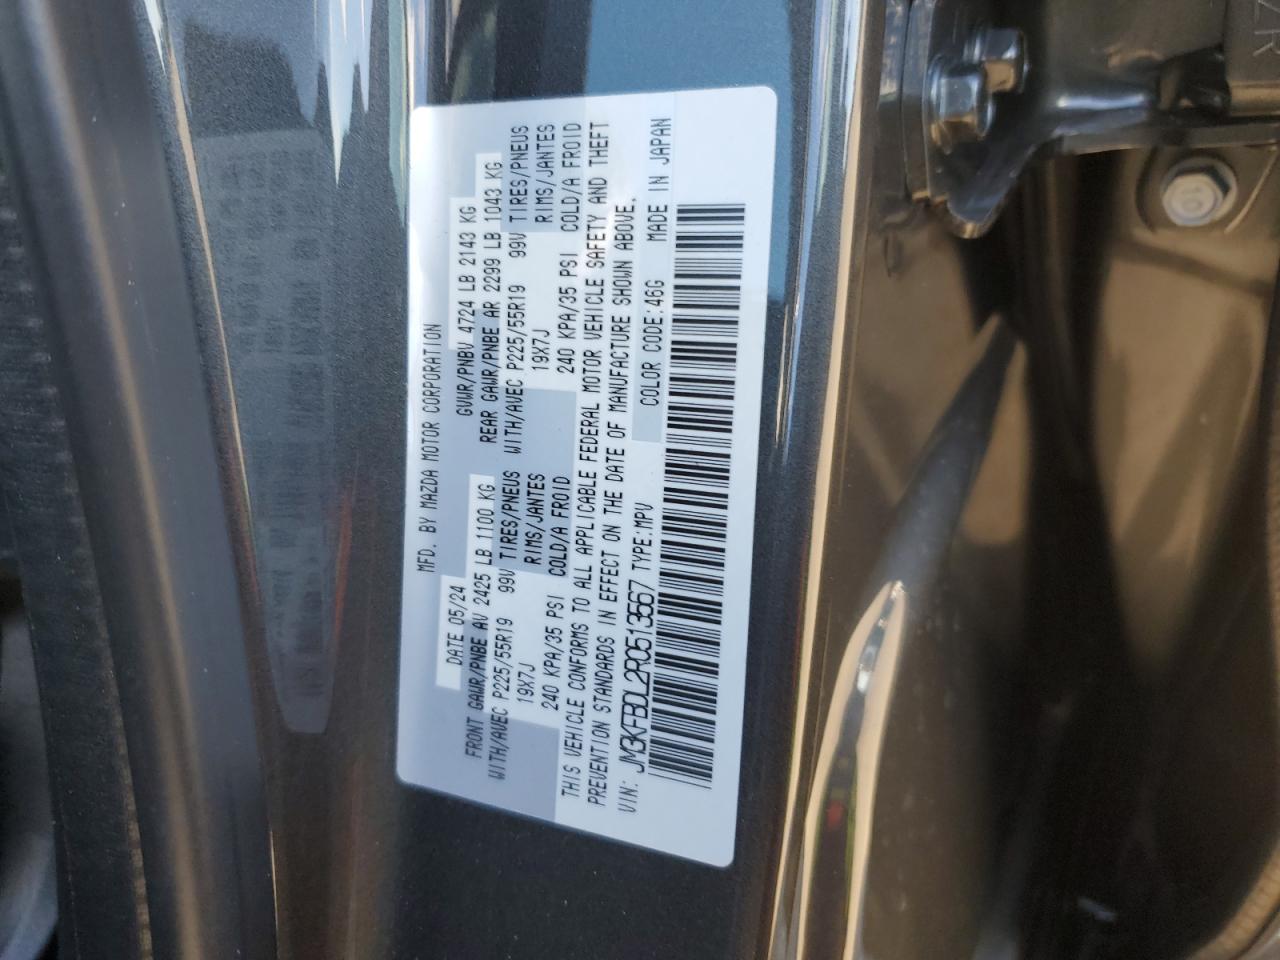 MFD. BY MAZDA MOTOR CORPORATION
DATE 05/24 GVWR/PNBV 4724 LB 2143 KG
FRONT GAWR/PNBE AV 2425 LB 1100 KG REAR GAWR/PNBE AR 2299 LB 1043 KG
WITH/AVEC P225/55R19 99V TIRES/PNEUS WITH/AVEC P225/55R19 99V TIRES/PNEUS
19X7J RIMS/JANTES 19X7J RIMS/JANTES
240 KPA/35 PSI COLD/A FROID 240 KPA/35 PSI COLD/A FROID
THIS VEHICLE CONFORMS TO ALL APPLICABLE FEDERAL MOTOR VEHICLE SAFETY AND THEFT
PREVENTION STANDARDS IN EFFECT ON THE DATE OF MANUFACTURE SHOWN ABOVE.
VIN: JM3KFBDL2R0513567 TYPE:MPV COLOR CODE:46G MADE IN JAPAN
10